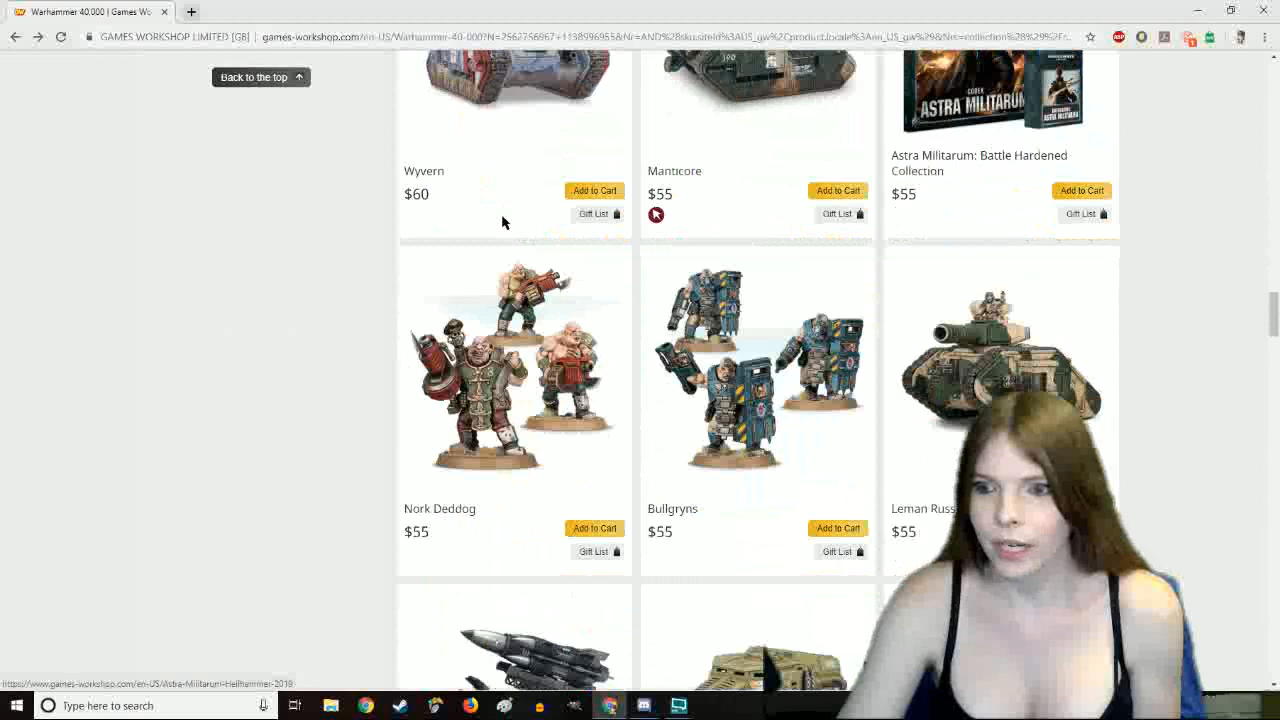 Warhammer 40,000 | Games Wo
GAMES WORKSHOP LIMITED [GB]
Back to the top
CODEX
ASTRA MILITARUM
Wyvern
$60
Add to Cart
Gift List
Manticore
$55
Add to Cart
Gift List
Astra Militarum: Battle Hardened
Collection
$55
Add to Cart
Gift List
Nork Deddog
$55
Add to Cart
Gift List
Bullgryns
$55
Add to Cart
Gift List
Leman Russ
$55
Type here to search